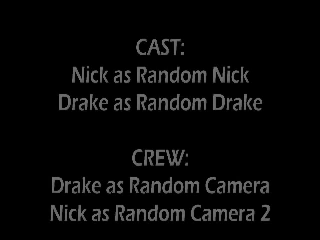 CAST:
Nick as Random Nick
Drake as Random Drake
CREW:
Drake as Random Camera
Nick as Random Camera 2